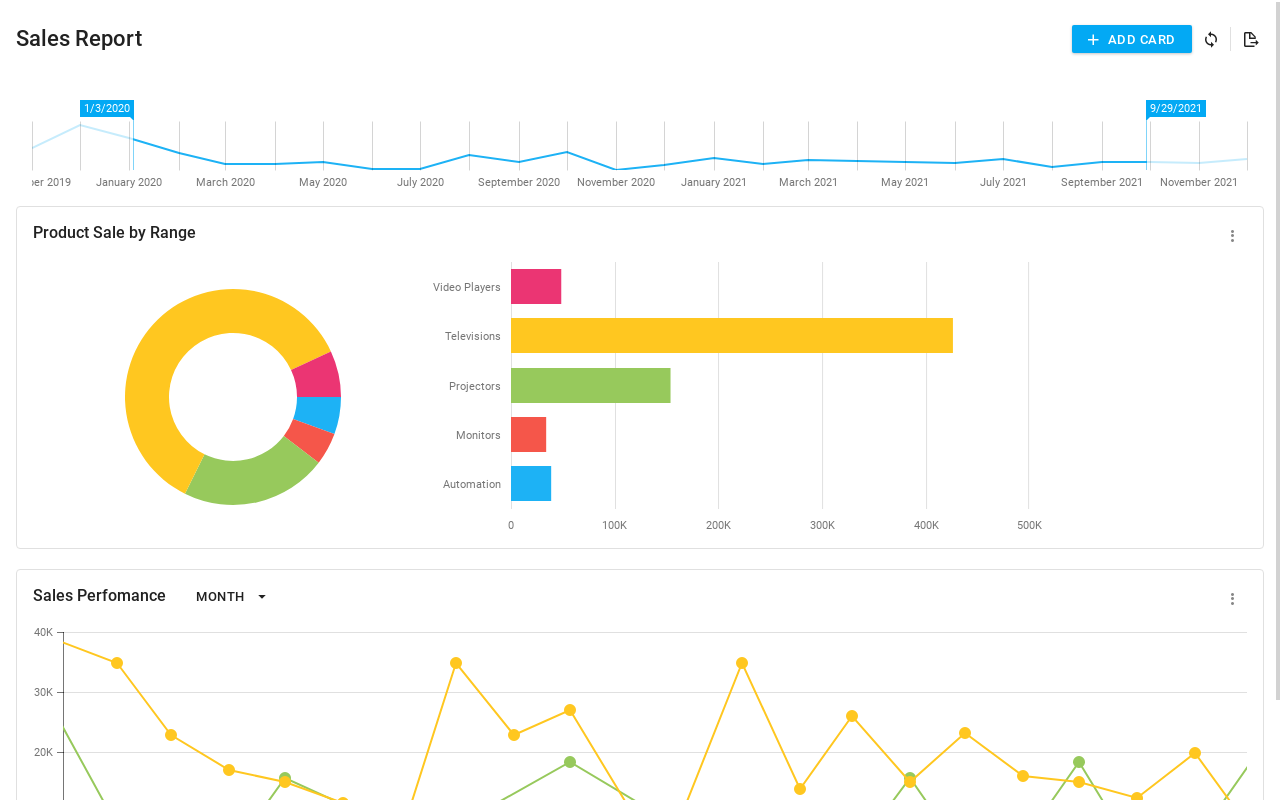 Sales Report
ADD CARD
1/3/2020
9/29/2021
ber 2019 January 2020 March 2020 May 2020 July 2020 September 2020 November 2020 January 2021 March 2021 May 2021 July 2021 September 2021 November 2021
Product Sale by Range
Video Players
Televisions
Projectors
Monitors
Automation
0 100K 200K 300K 400K 500K
Sales Perfomance MONTH
40K
30K
20K